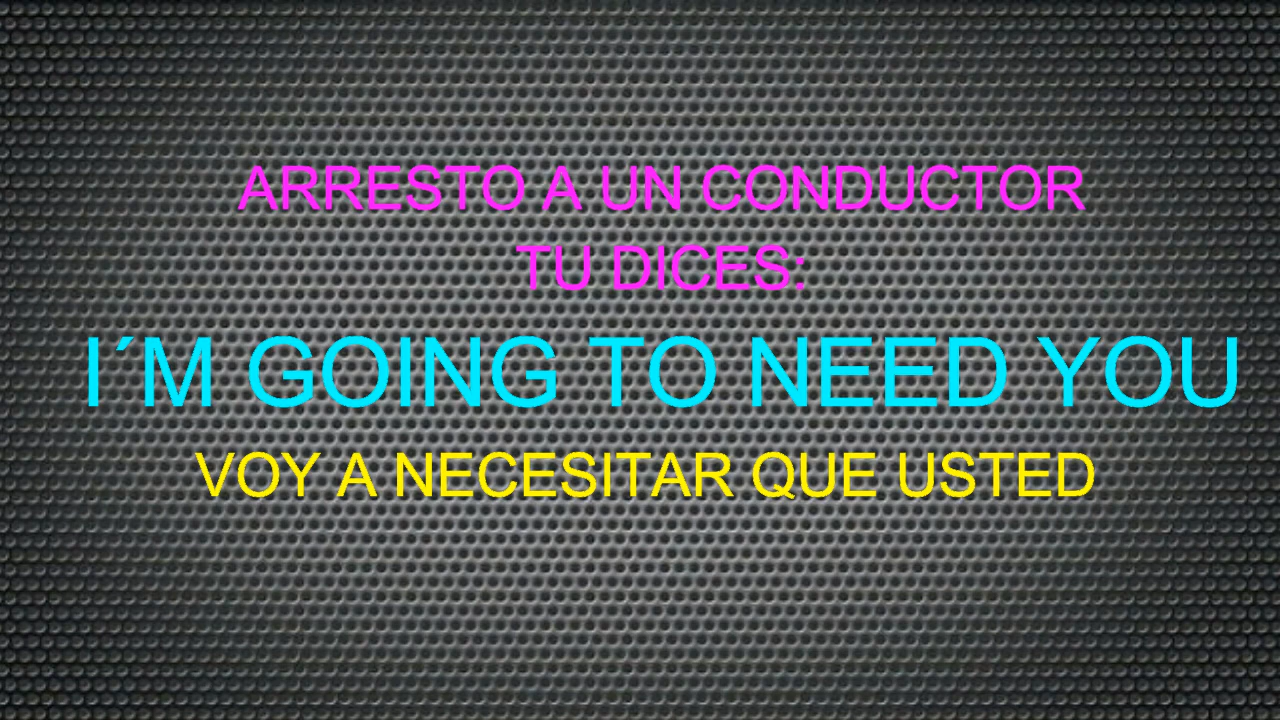 ARRESTO A UN CONDUCTOR
TU DICES:
I´M GOING TO NEED YOU
VOY A NECESITAR QUE USTED